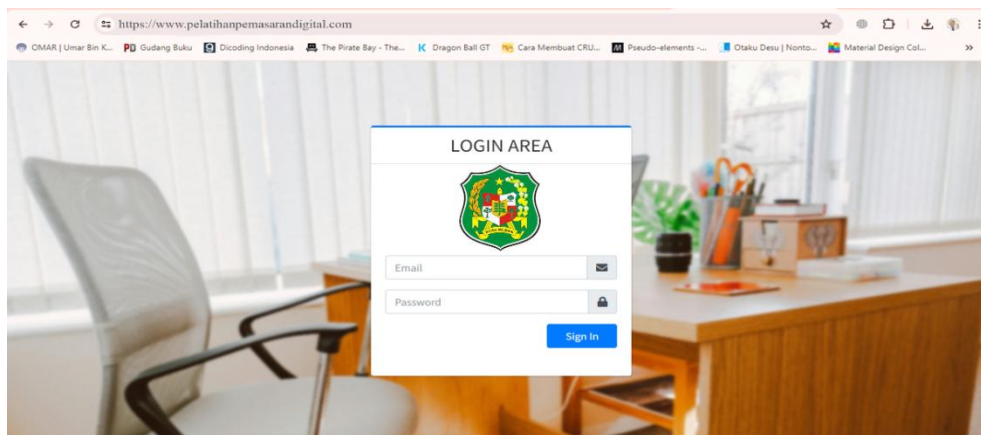 https://www.pelatihanpemasarandigital.com
OMAR | Umar Bin K... PD Gudang Buku Dicoding Indonesia The Pirate Bay - The... K Dragon Ball GT Cara Membuat CRU... Pseudo-elements -... Otaku Desu | Nonto... Material Design Col... »
LOGIN AREA
Email
Password
Sign In